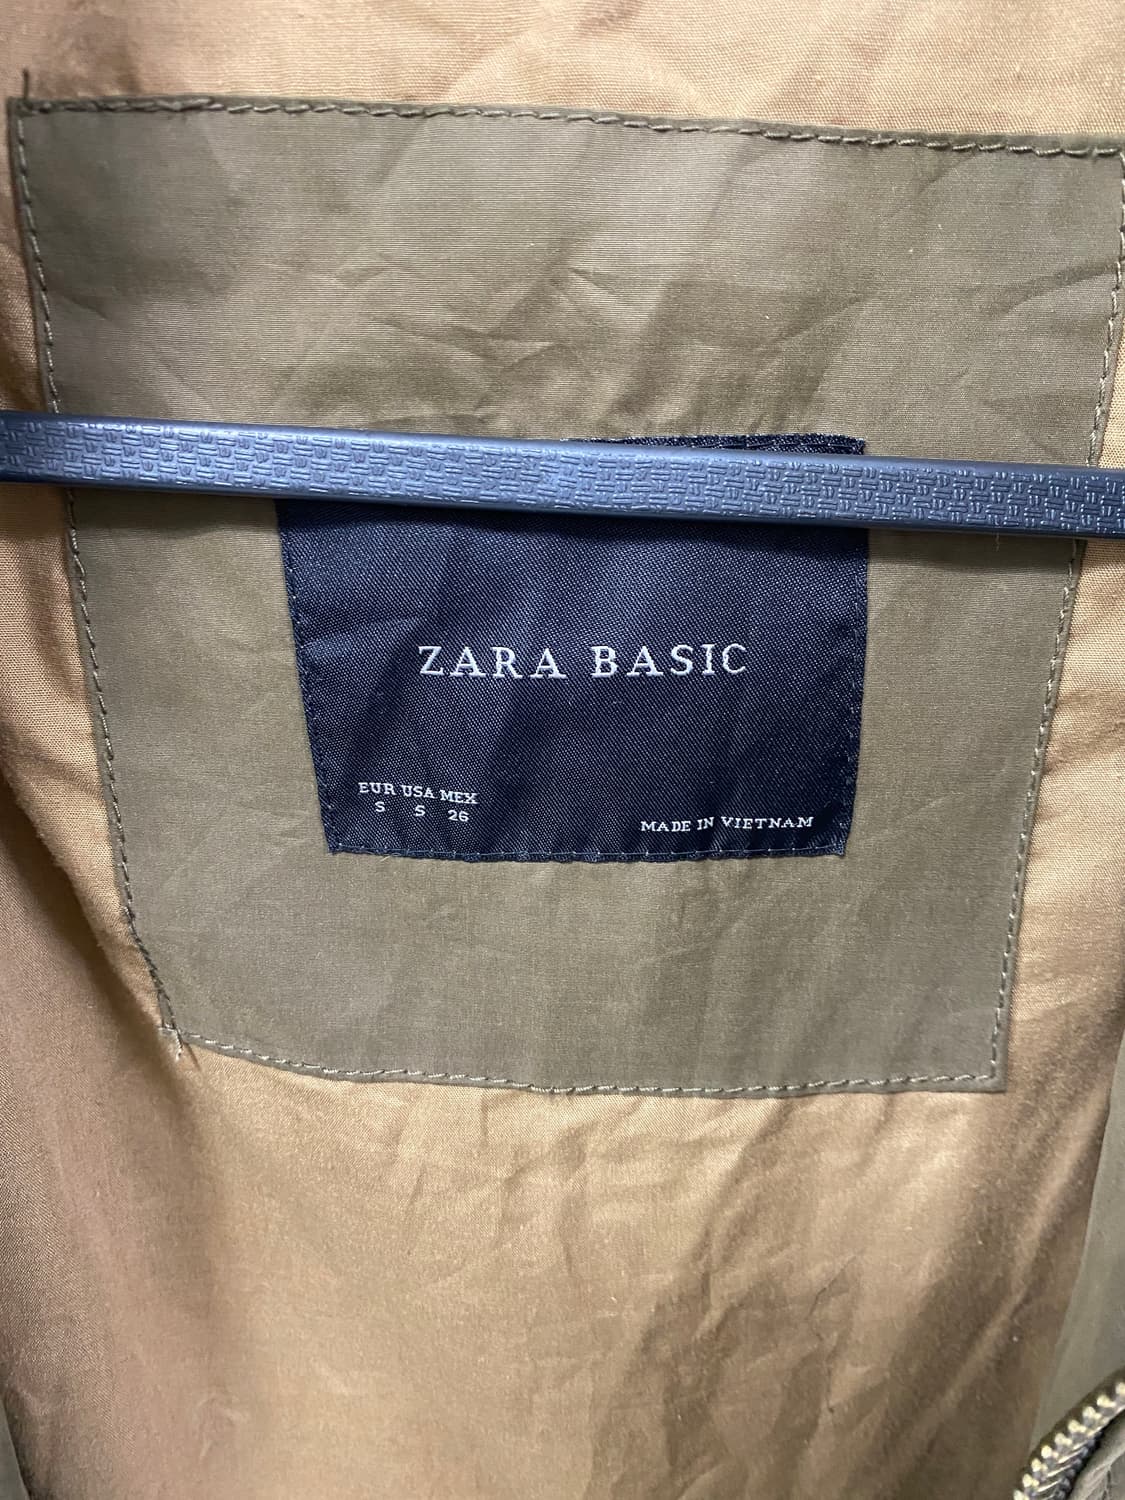 ZARA BASIC
EUR USA MEX
S S 26
MADE IN VIETNAM